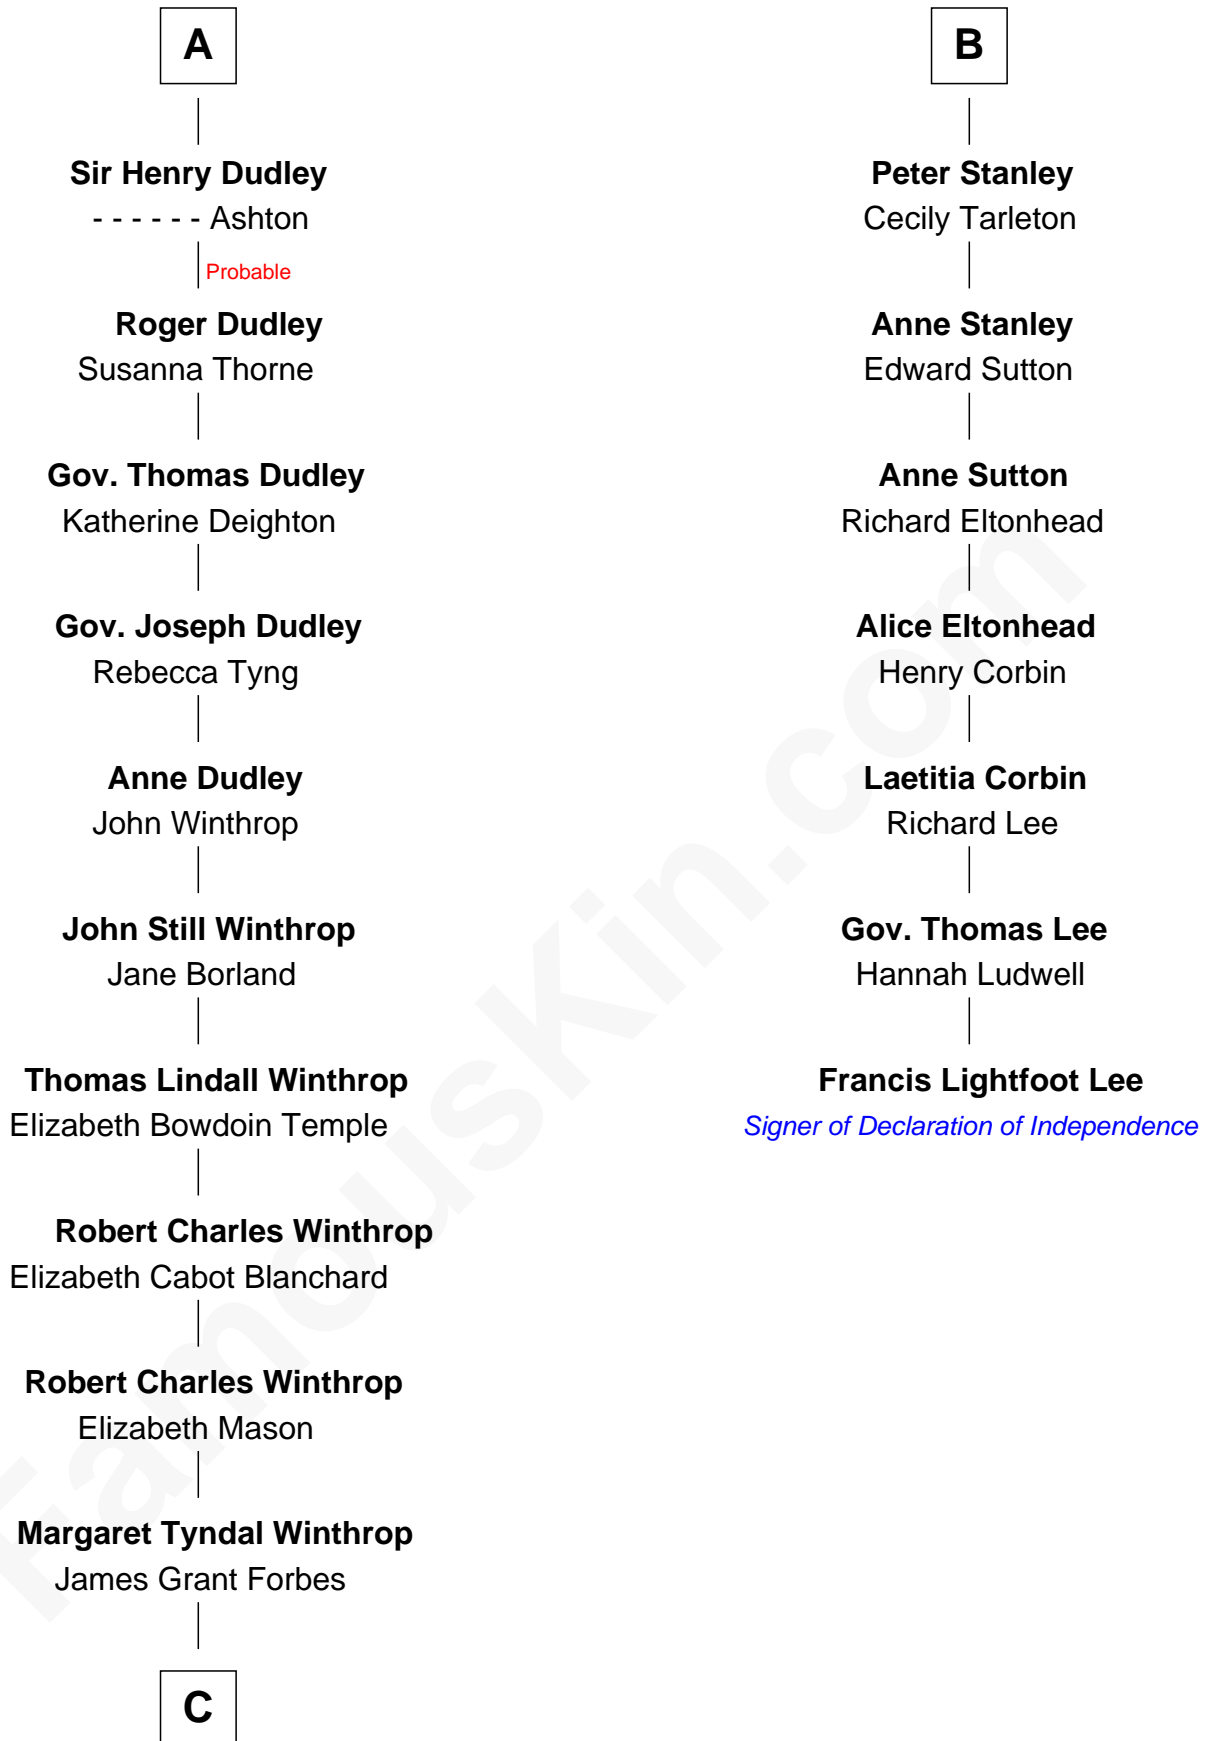 A
Sir Henry Dudley
- - - - - - Ashton
Probable
Roger Dudley
Susanna Thorne
Gov. Thomas Dudley
Katherine Deighton
Gov. Joseph Dudley
Rebecca Tyng
Anne Dudley
John Winthrop
John Still Winthrop
Jane Borland
Thomas Lindall Winthrop
Elizabeth Bowdoin Temple
Robert Charles Winthrop
Elizabeth Cabot Blanchard
Robert Charles Winthrop
Elizabeth Mason
Margaret Tyndal Winthrop
James Grant Forbes
C
B
Peter Stanley
Cecily Tarleton
Anne Stanley
Edward Sutton
Anne Sutton
Richard Eltonhead
Alice Eltonhead
Henry Corbin
Laetitia Corbin
Richard Lee
Gov. Thomas Lee
Hannah Ludwell
Francis Lightfoot Lee
Signer of Declaration of Independence
FamousKin.com